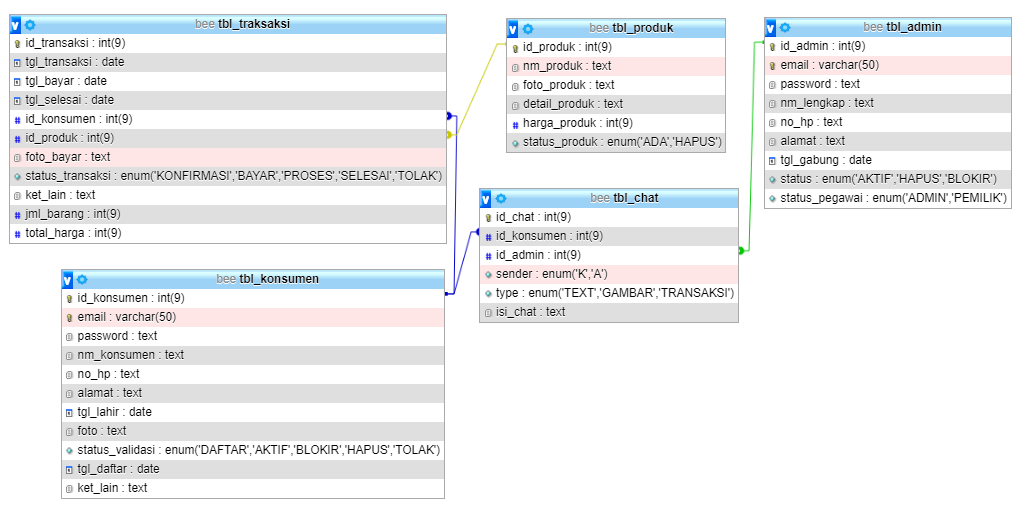 bee tbl_traksaksi
id_transaksi : int(9)
tgl_transaksi : date
tgl_bayar : date
tgl_selesai : date
id_konsumen : int(9)
id_produk : int(9)
foto_bayar : text
status_transaksi : enum('KONFIRMASI','BAYAR','PROSES','SELESAI','TOLAK')
ket_lain : text
jml_barang : int(9)
total_harga : int(9)
bee tbl_produk
id_produk : int(9)
nm_produk : text
foto_produk : text
detail_produk : text
harga_produk : int(9)
status_produk : enum('ADA','HAPUS')
bee tbl_admin
id_admin : int(9)
email : varchar(50)
password : text
nm_lengkap : text
no_hp : text
alamat : text
tgl_gabung : date
status : enum('AKTIF','HAPUS','BLOKIR')
status_pegawai : enum('ADMIN','PEMILIK')
bee tbl_chat
id_chat : int(9)
id_konsumen : int(9)
id_admin : int(9)
sender : enum('K','A')
type : enum('TEXT','GAMBAR','TRANSAKSI')
isi_chat : text
bee tbl_konsumen
id_konsumen : int(9)
email : varchar(50)
password : text
nm_konsumen : text
no_hp : text
alamat : text
tgl_lahir : date
foto : text
status_validasi : enum('DAFTAR','AKTIF','BLOKIR','HAPUS','TOLAK')
tgl_daftar : date
ket_lain : text